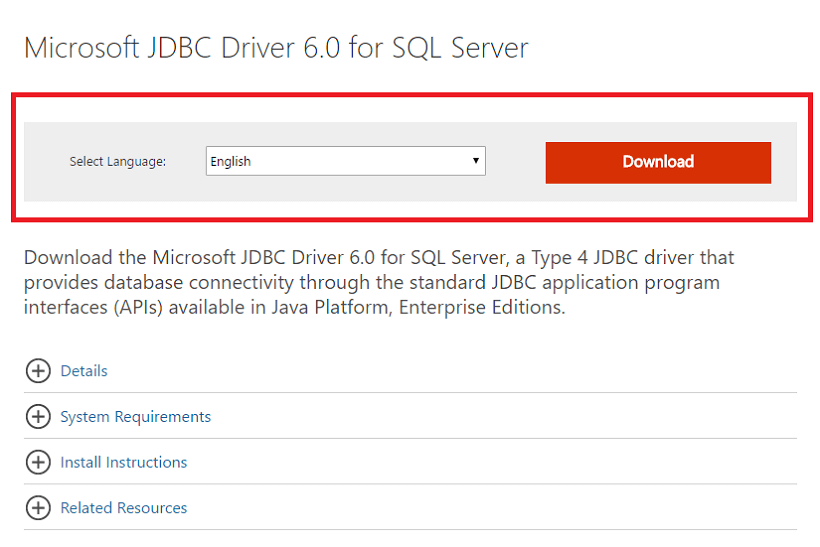 Microsoft JDBC Driver 6.0 for SQL Server
Select Language:
English
Download
Download the Microsoft JDBC Driver 6.0 for SQL Server, a Type 4 JDBC driver that
provides database connectivity through the standard JDBC application program
interfaces (APIs) available in Java Platform, Enterprise Editions.
Details
System Requirements
Install Instructions
Related Resources